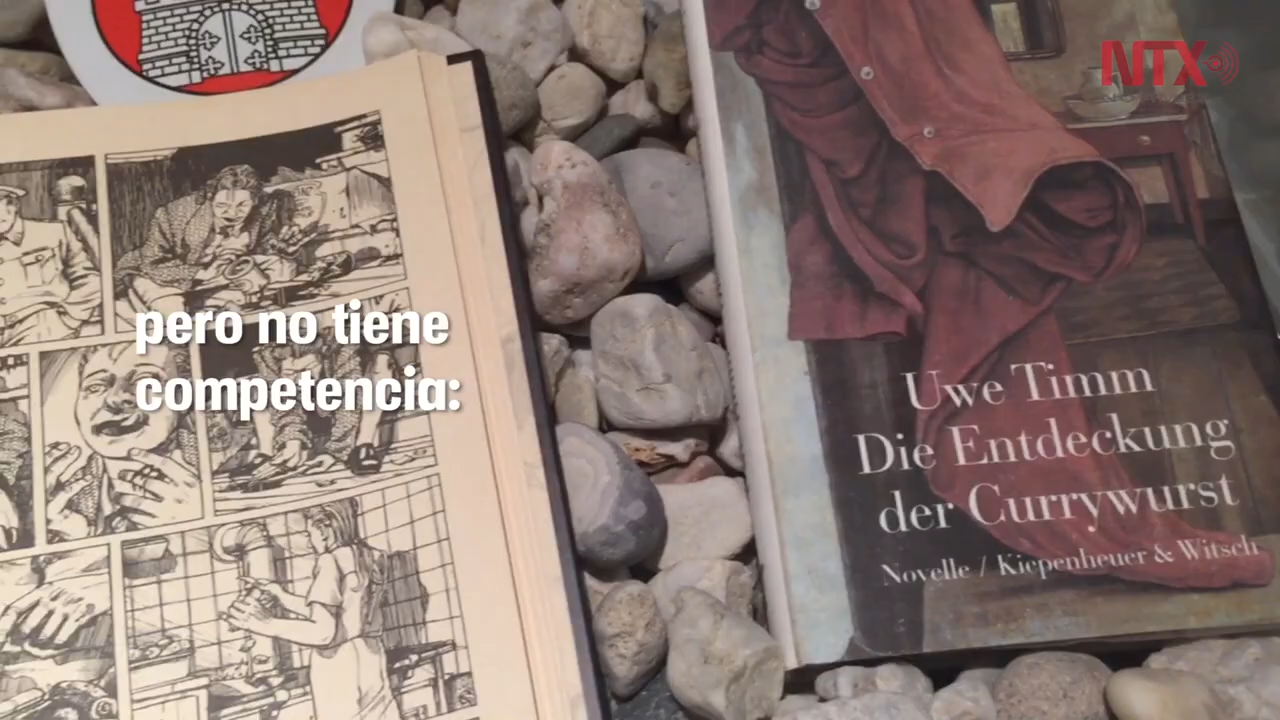 NTX
pero no tiene
competencia:
Uwe Timm
Die Entdeckung
der Currywurst
Novelle / Kiepenheuer & Witsch